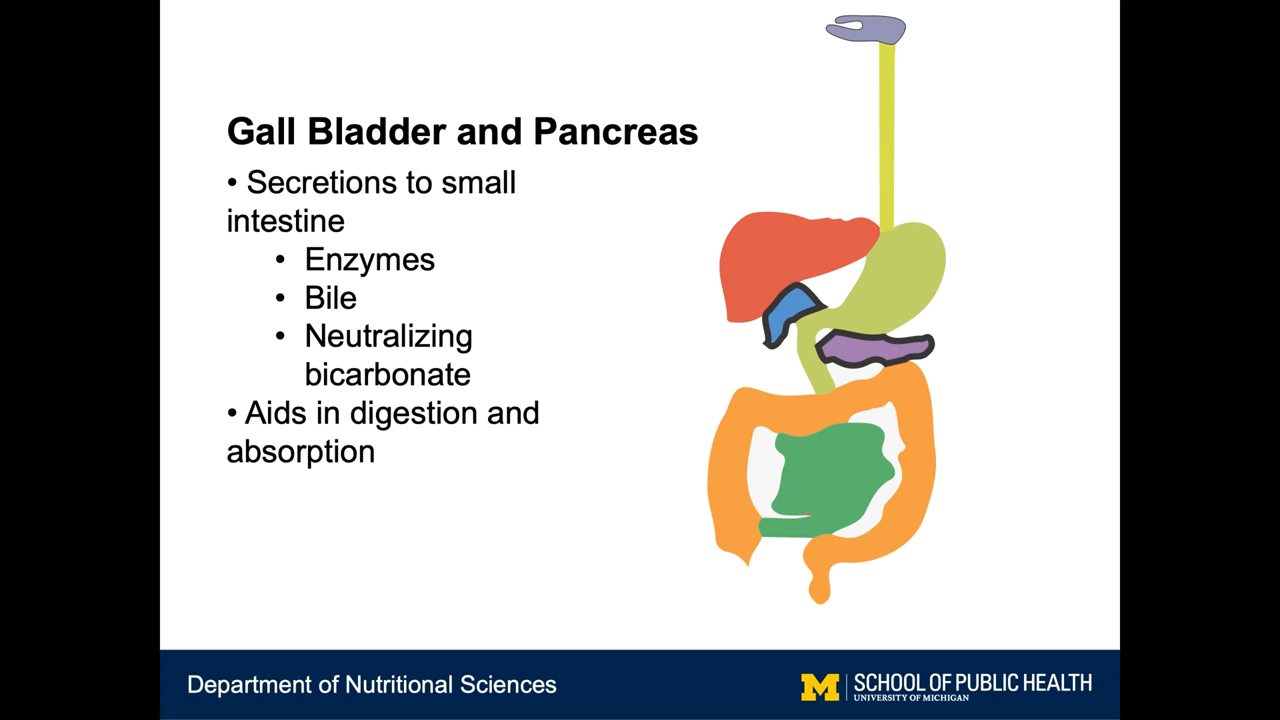 Gall Bladder and Pancreas
• Secretions to small
intestine
• Enzymes
• Bile
• Neutralizing
bicarbonate
• Aids in digestion and
absorption
Department of Nutritional Sciences
M SCHOOL OF PUBLIC HEALTH
UNIVERSITY OF MICHIGAN